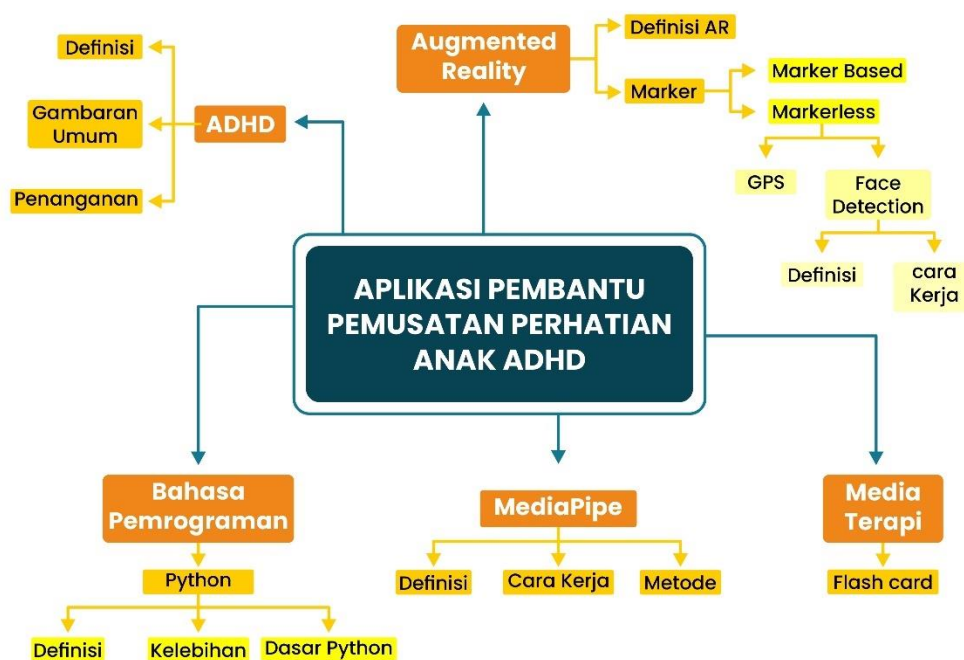 Augmented
Reality
Definisi AR
Marker
Marker Based
Markerless
GPS
Face
Detection
Definisi
cara
Kerja
Definisi
Gambaran
Umum
Penanganan
ADHD
APLIKASI PEMBANTU
PEMUSATAN PERHATIAN
ANAK ADHD
Bahasa
Pemrograman
Python
Definisi
Kelebihan
Dasar Python
MediaPipe
Definisi
Cara Kerja
Metode
Media
Terapi
Flash card